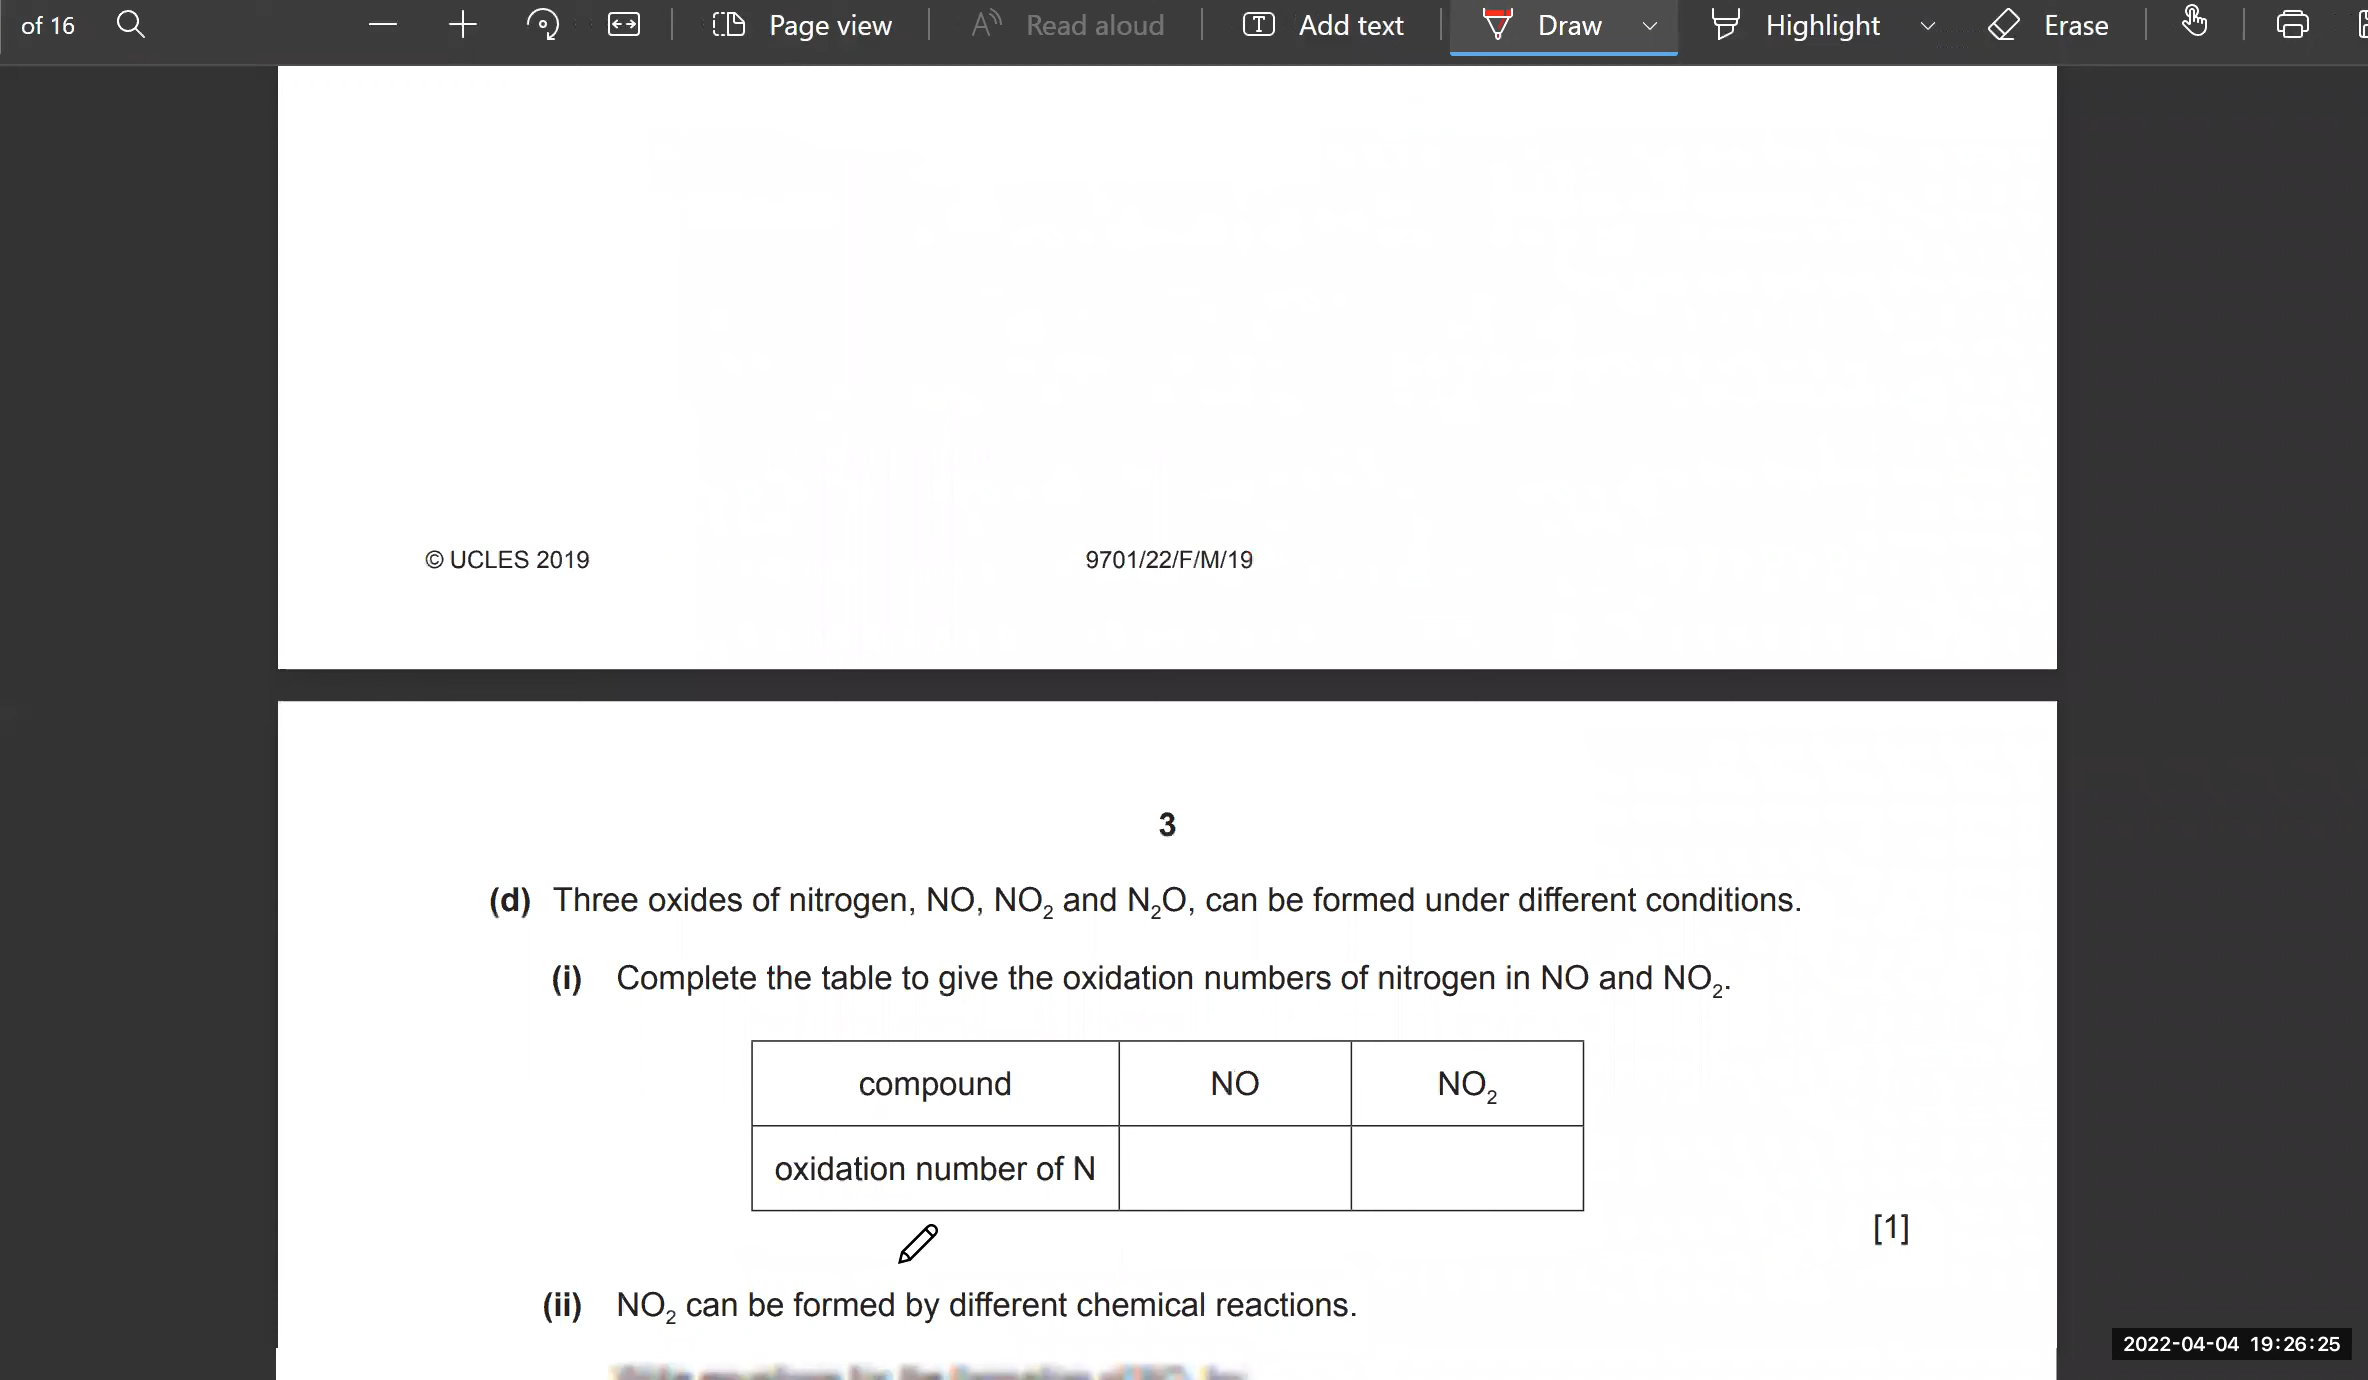 of 16
Page view
Read aloud
Add text
Draw
Highlight
Erase
© UCLES 2019
9701/22/F/M/19
3
(d) Three oxides of nitrogen, NO, NO₂ and N₂O, can be formed under different conditions.
(i) Complete the table to give the oxidation numbers of nitrogen in NO and NO₂.
compound NO NO₂
oxidation number of N
[1]
(ii) NO₂ can be formed by different chemical reactions.
2022-04-04 19:26:25